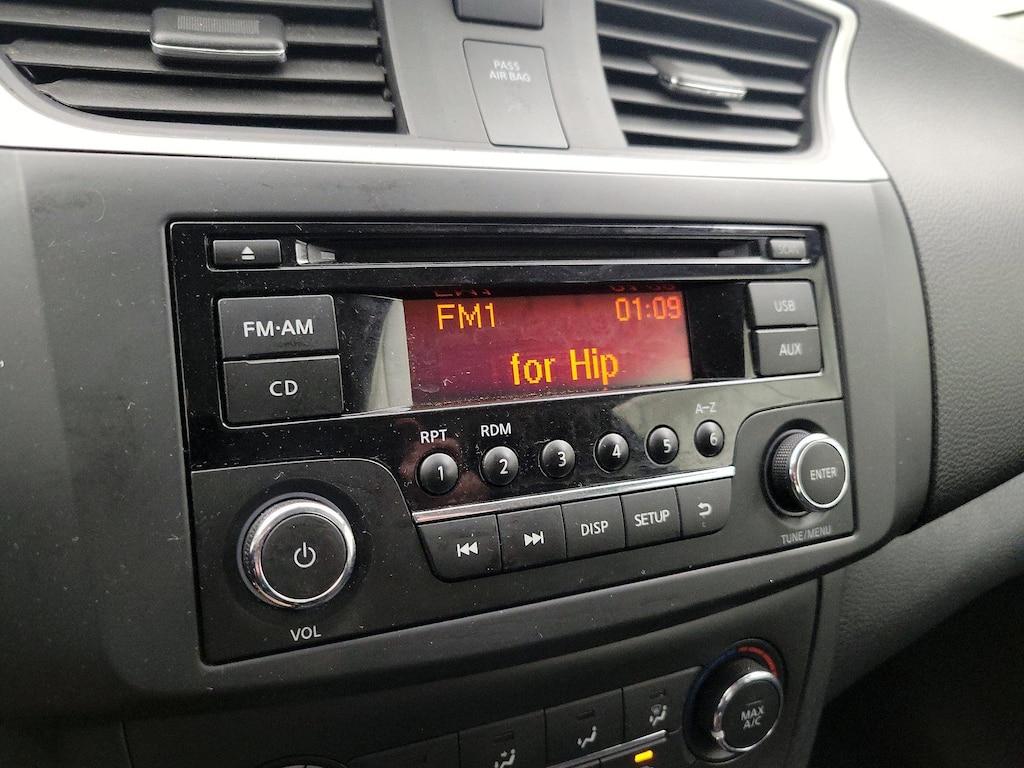 PASS
AIR BAG
FM·AM
CD
FM1 01:09
for Hip
USB
AUX
RPT RDM A–Z
1 2 3 4 5 6
DISP SETUP
ENTER
TUNE/MENU
VOL
MAX
A/C